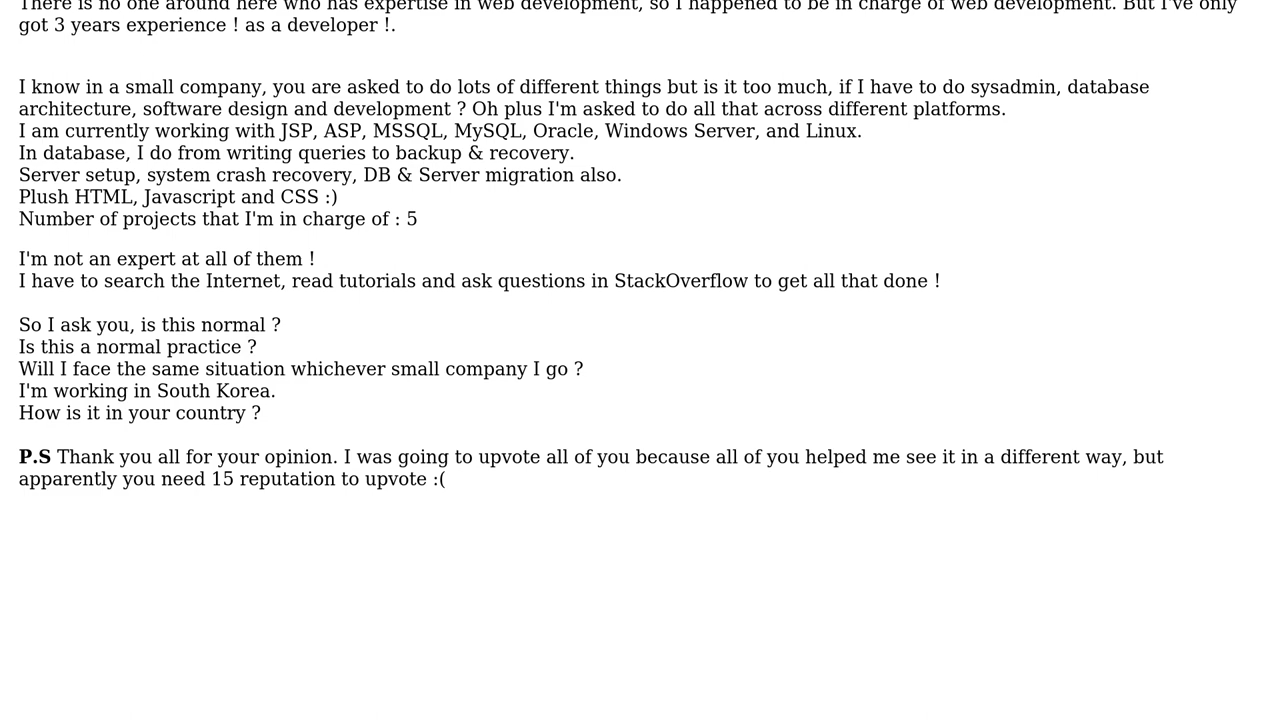 There is no one around here who has expertise in web development, so I happened to be in charge of web development. But I've only
got 3 years experience ! as a developer !.
I know in a small company, you are asked to do lots of different things but is it too much, if I have to do sysadmin, database
architecture, software design and development ? Oh plus I'm asked to do all that across different platforms.
I am currently working with JSP, ASP, MSSQL, MySQL, Oracle, Windows Server, and Linux.
In database, I do from writing queries to backup & recovery.
Server setup, system crash recovery, DB & Server migration also.
Plush HTML, Javascript and CSS :)
Number of projects that I'm in charge of : 5
I'm not an expert at all of them !
I have to search the Internet, read tutorials and ask questions in StackOverflow to get all that done !
So I ask you, is this normal ?
Is this a normal practice ?
Will I face the same situation whichever small company I go ?
I'm working in South Korea.
How is it in your country ?
P.S Thank you all for your opinion. I was going to upvote all of you because all of you helped me see it in a different way, but
apparently you need 15 reputation to upvote :(